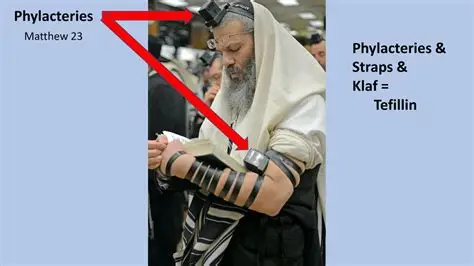 Phylacteries
Matthew 23
Phylacteries &
Straps &
Klaf =
Tefillin